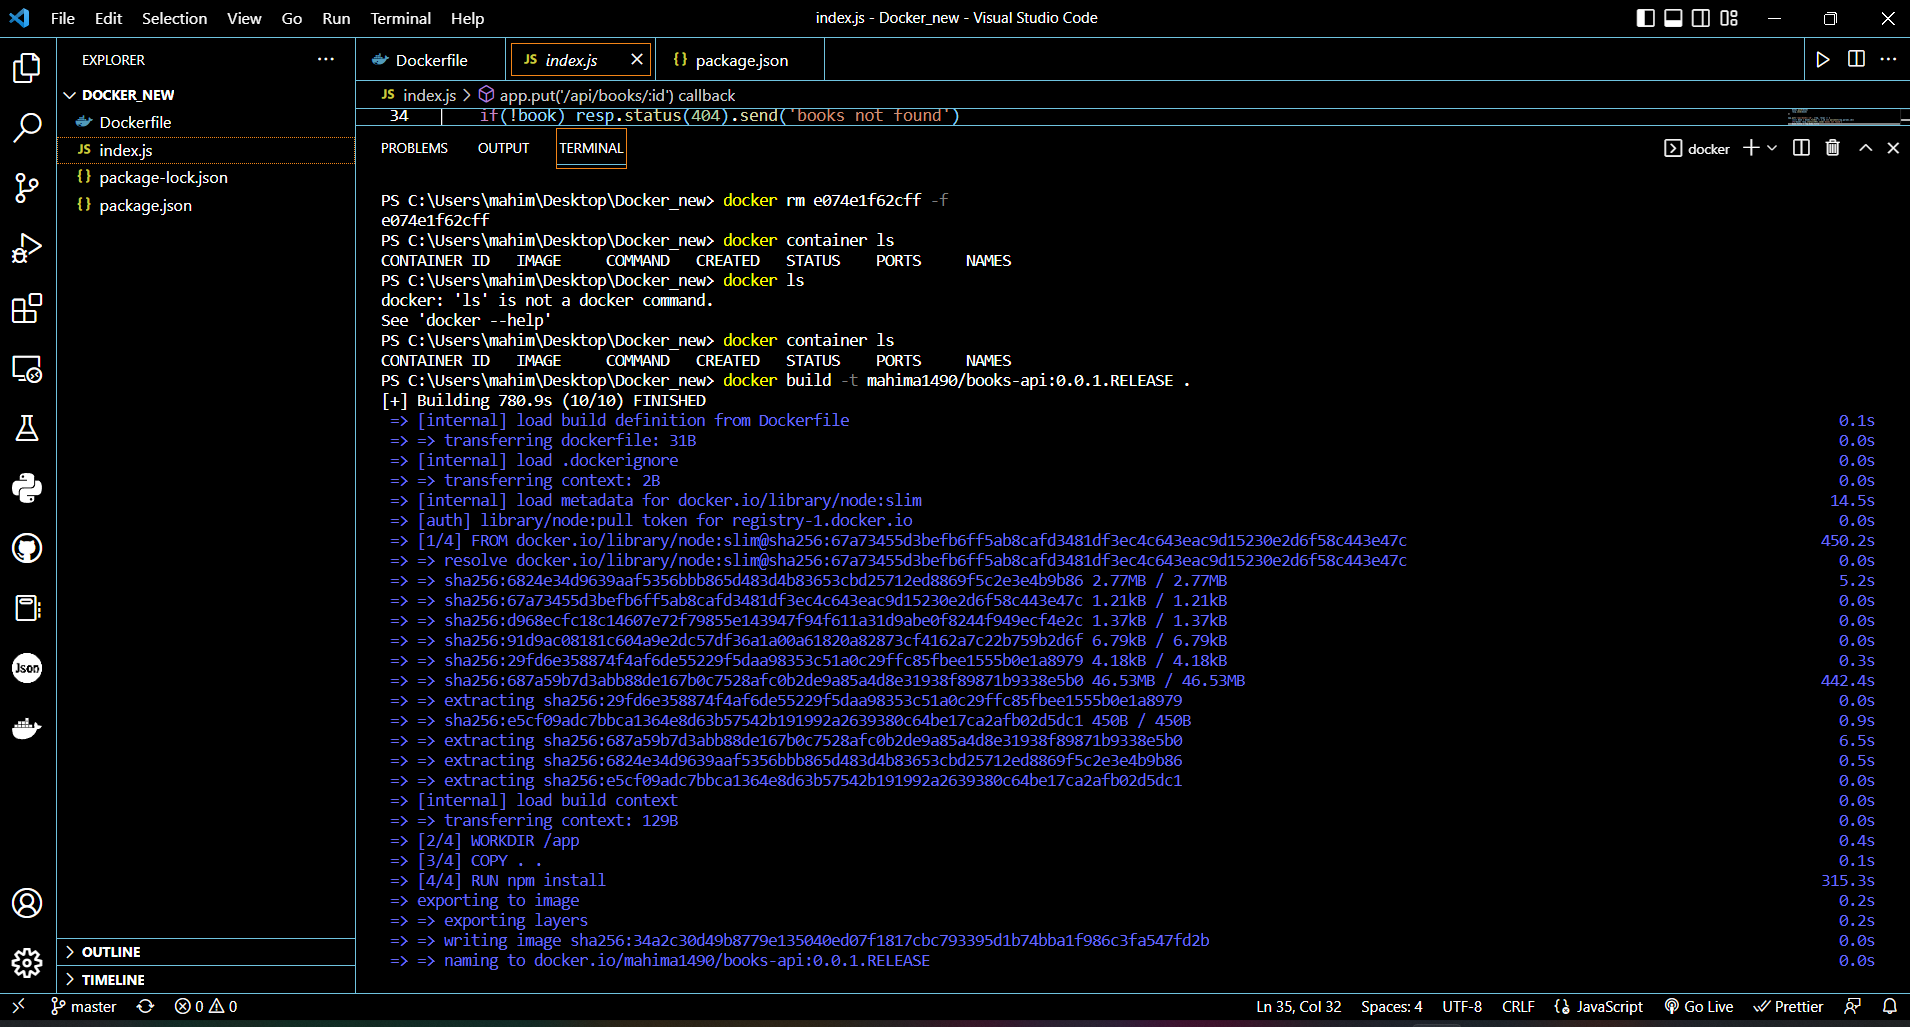 File Edit Selection View Go Run Terminal Help
index.js - Docker_new - Visual Studio Code
EXPLORER
DOCKER_NEW
Dockerfile
JS index.js
{} package-lock.json
{} package.json
Json
OUTLINE
TIMELINE
Dockerfile
JS index.js
{} package.json
JS index.js > app.put('/api/books/:id') callback
34 if(!book) resp.status(404).send('books not found')
PROBLEMS OUTPUT TERMINAL
docker
PS C:\Users\mahim\Desktop\Docker_new> docker rm e074e1f62cff -f
e074e1f62cff
PS C:\Users\mahim\Desktop\Docker_new> docker container ls
CONTAINER ID IMAGE COMMAND CREATED STATUS PORTS NAMES
PS C:\Users\mahim\Desktop\Docker_new> docker ls
docker: 'ls' is not a docker command.
See 'docker --help'
PS C:\Users\mahim\Desktop\Docker_new> docker container ls
CONTAINER ID IMAGE COMMAND CREATED STATUS PORTS NAMES
PS C:\Users\mahim\Desktop\Docker_new> docker build -t mahima1490/books-api:0.0.1.RELEASE .
[+] Building 780.9s (10/10) FINISHED
=> [internal] load build definition from Dockerfile 0.1s
=> => transferring dockerfile: 31B 0.0s
=> [internal] load .dockerignore 0.0s
=> => transferring context: 2B 0.0s
=> [internal] load metadata for docker.io/library/node:slim 14.5s
=> [auth] library/node:pull token for registry-1.docker.io 0.0s
=> [1/4] FROM docker.io/library/node:slim@sha256:67a73455d3befb6ff5ab8cafd3481df3ec4c643eac9d15230e2d6f58c443e47c 450.2s
=> => resolve docker.io/library/node:slim@sha256:67a73455d3befb6ff5ab8cafd3481df3ec4c643eac9d15230e2d6f58c443e47c 0.0s
=> => sha256:6824e34d9639aaf5356bbb865d483d4b83653cbd25712ed8869f5c2e3e4b9b86 2.77MB / 2.77MB 5.2s
=> => sha256:67a73455d3befb6ff5ab8cafd3481df3ec4c643eac9d15230e2d6f58c443e47c 1.21kB / 1.21kB 0.0s
=> => sha256:d968ecfc18c14607e72f79855e143947f94f611a31d9abe0f8244f949ecf4e2c 1.37kB / 1.37kB 0.0s
=> => sha256:91d9ac08181c604a9e2dc57df36a1a00a61820a82873cf4162a7c22b759b2d6f 6.79kB / 6.79kB 0.0s
=> => sha256:29fd6e358874f4af6de55229f5daa98353c51a0c29ffc85fbee1555b0e1a8979 4.18kB / 4.18kB 0.3s
=> => sha256:687a59b7d3abb88de167b0c7528afc0b2de9a85a4d8e31938f89871b9338e5b0 46.53MB / 46.53MB 442.4s
=> => extracting sha256:29fd6e358874f4af6de55229f5daa98353c51a0c29ffc85fbee1555b0e1a8979 0.0s
=> => sha256:e5cf09adc7bbca1364e8d63b57542b191992a2639380c64be17ca2afb02d5dc1 450B / 450B 0.9s
=> => extracting sha256:687a59b7d3abb88de167b0c7528afc0b2de9a85a4d8e31938f89871b9338e5b0 6.5s
=> => extracting sha256:6824e34d9639aaf5356bbb865d483d4b83653cbd25712ed8869f5c2e3e4b9b86 0.5s
=> => extracting sha256:e5cf09adc7bbca1364e8d63b57542b191992a2639380c64be17ca2afb02d5dc1 0.0s
=> [internal] load build context 0.0s
=> => transferring context: 129B 0.0s
=> [2/4] WORKDIR /app 0.4s
=> [3/4] COPY . . 0.1s
=> [4/4] RUN npm install 315.3s
=> exporting to image 0.2s
=> => exporting layers 0.2s
=> => writing image sha256:34a2c30d49b8779e135040ed07f1817cbc793395d1b74bba1f986c3fa547fd2b 0.0s
=> => naming to docker.io/mahima1490/books-api:0.0.1.RELEASE 0.0s
master 0 0 Ln 35, Col 32 Spaces: 4 UTF-8 CRLF JavaScript Go Live Prettier